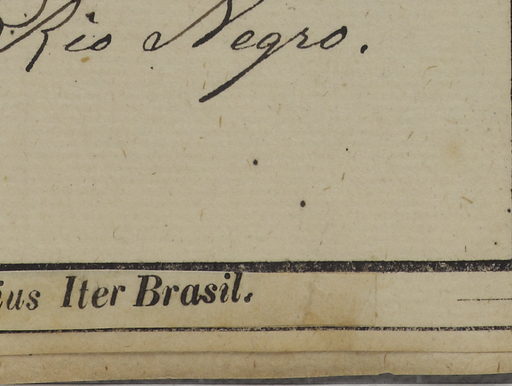 Rio Negro.
ius Iter Brasil.